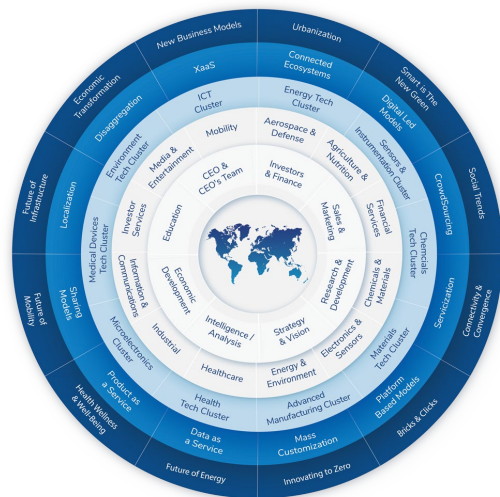 New Business Models
Urbanization
Smart is The
New Green
Social Trends
Connectivity &
Convergence
Bricks & Clicks
Innovating to Zero
Future of Energy
Health Wellness
& Well-Being
Future of
Mobility
Future of
Infrastructure
Economic
Transformation
XaaS
Connected
Ecosystems
Digital Led
Models
CrowdSourcing
Servicization
Platform
Based Models
Mass
Customization
Data as
a Service
Product as
a Service
Sharing
Models
Localization
Disaggregation
ICT
Cluster
Energy Tech
Cluster
Sensors &
Instrumentation Cluster
Chemcials
Tech Cluster
Materials
Tech Cluster
Advanced
Manufacturing Cluster
Health
Tech Cluster
Microelectronics
Cluster
Medical Devices
Tech Cluster
Environment
Tech Cluster
Mobility
Aerospace &
Defense
Agriculture &
Nutrition
Financial
Services
Chemicals &
Materials
Electronics &
Sensors
Energy &
Environment
Healthcare
Industrial
Information &
Communications
Investor
Services
Media &
Entertainment
CEO &
CEO's Team
Investors
& Finance
Sales &
Marketing
Research &
Development
Strategy
& Vision
Intelligence /
Analysis
Economic
Development
Education